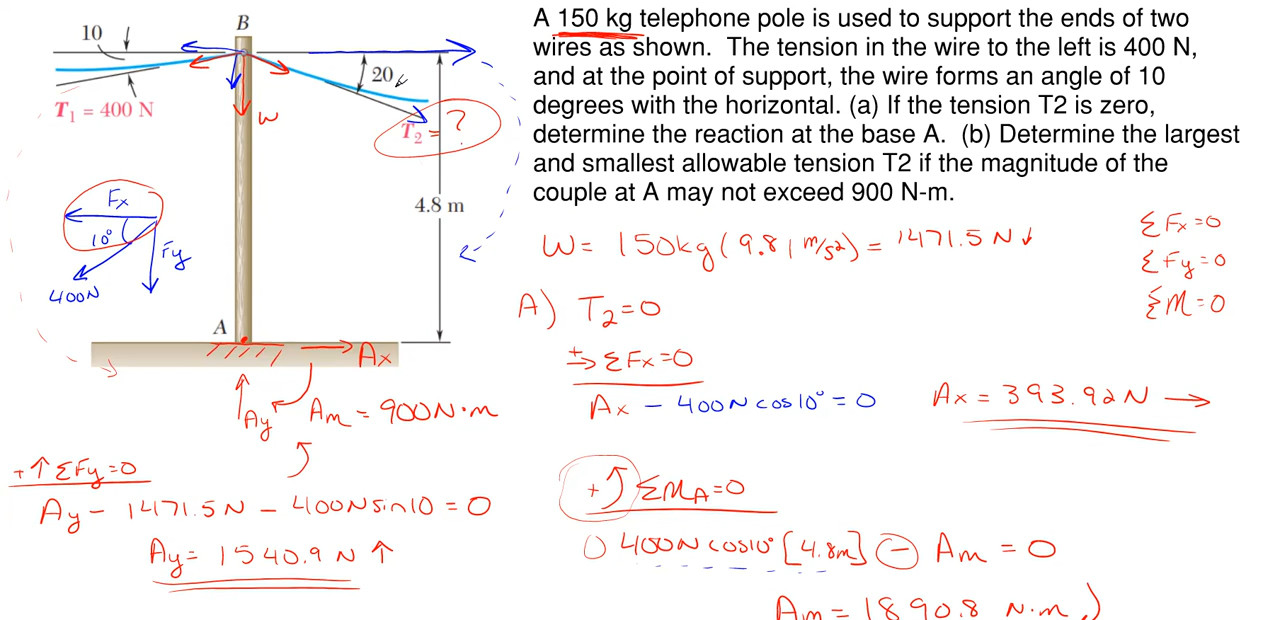 A 150 kg telephone pole is used to support the ends of two
wires as shown. The tension in the wire to the left is 400 N,
and at the point of support, the wire forms an angle of 10
degrees with the horizontal. (a) If the tension T2 is zero,
determine the reaction at the base A. (b) Determine the largest
and smallest allowable tension T2 if the magnitude of the
couple at A may not exceed 900 N-m.
B
10
20
T₁ = 400 N
W
T₂ = ?
4.8 m
Fx
10°
Fy
400N
A
Ax
Ay
Am = 900N·m
W = 150kg (9.81 m/s²) = 1471.5 N ↓
ΣFx=0
ΣFy=0
ΣM=0
A) T₂=0
+→ ΣFx=0
Ax - 400N cos10° = 0
Ax = 393.92N →
+↑ ΣFy=0
Ay - 1471.5N - 400N sin10 = 0
Ay = 1540.9 N ↑
+ ΣMA=0
400N cos10° [4.8m] - Am = 0
Am = 1890.8 N·m